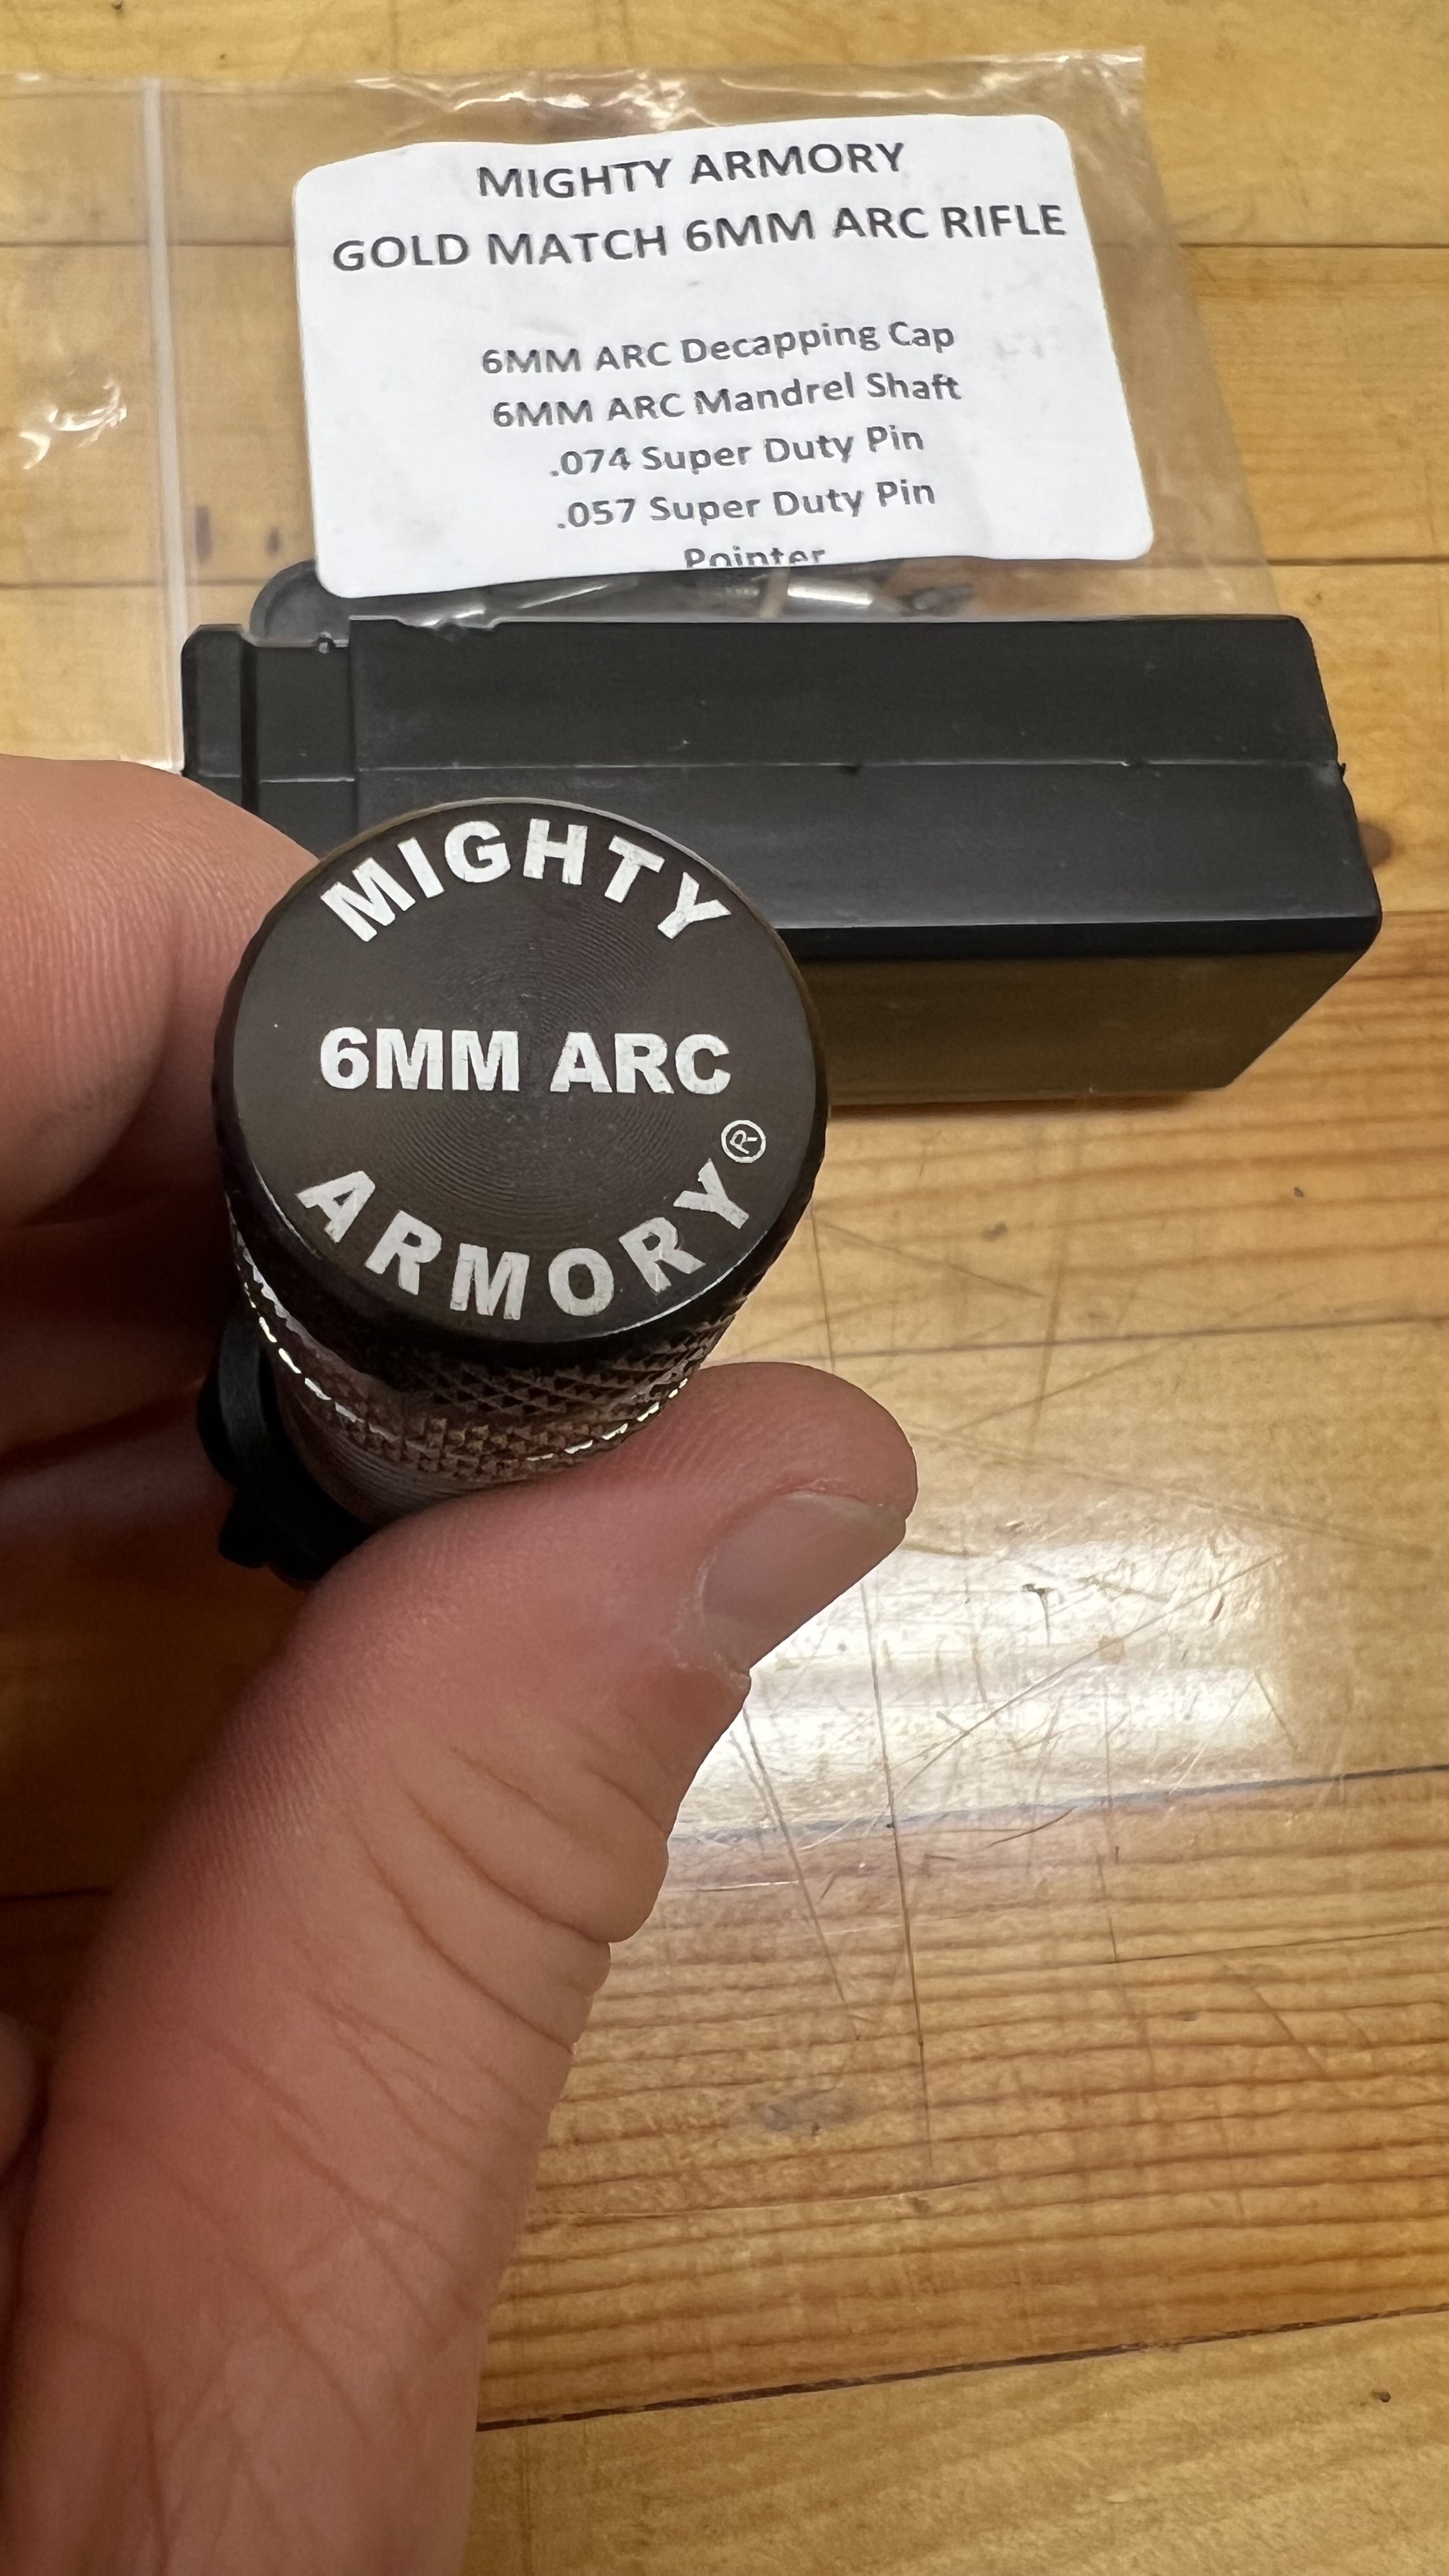 MIGHTY ARMORY
GOLD MATCH 6MM ARC RIFLE
6MM ARC Decapping Cap
6MM ARC Mandrel Shaft
.074 Super Duty Pin
.057 Super Duty Pin
Pointer
MIGHTY
6MM ARC
ARMORY®